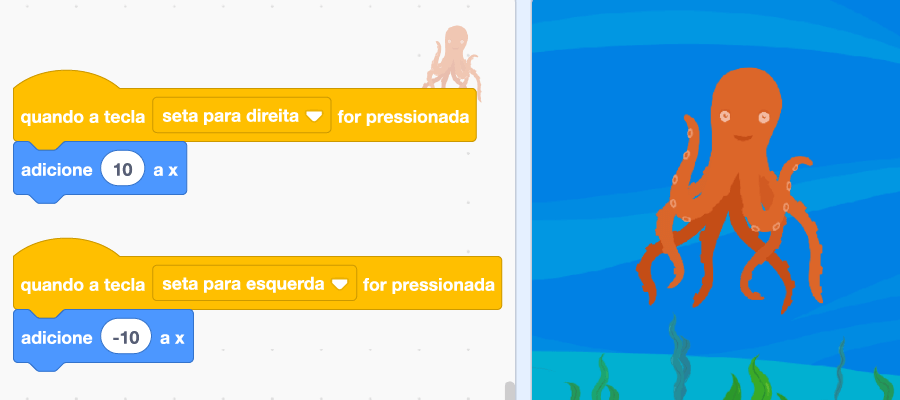 quando a tecla seta para direita for pressionada
adicione 10 a x
quando a tecla seta para esquerda for pressionada
adicione -10 a x